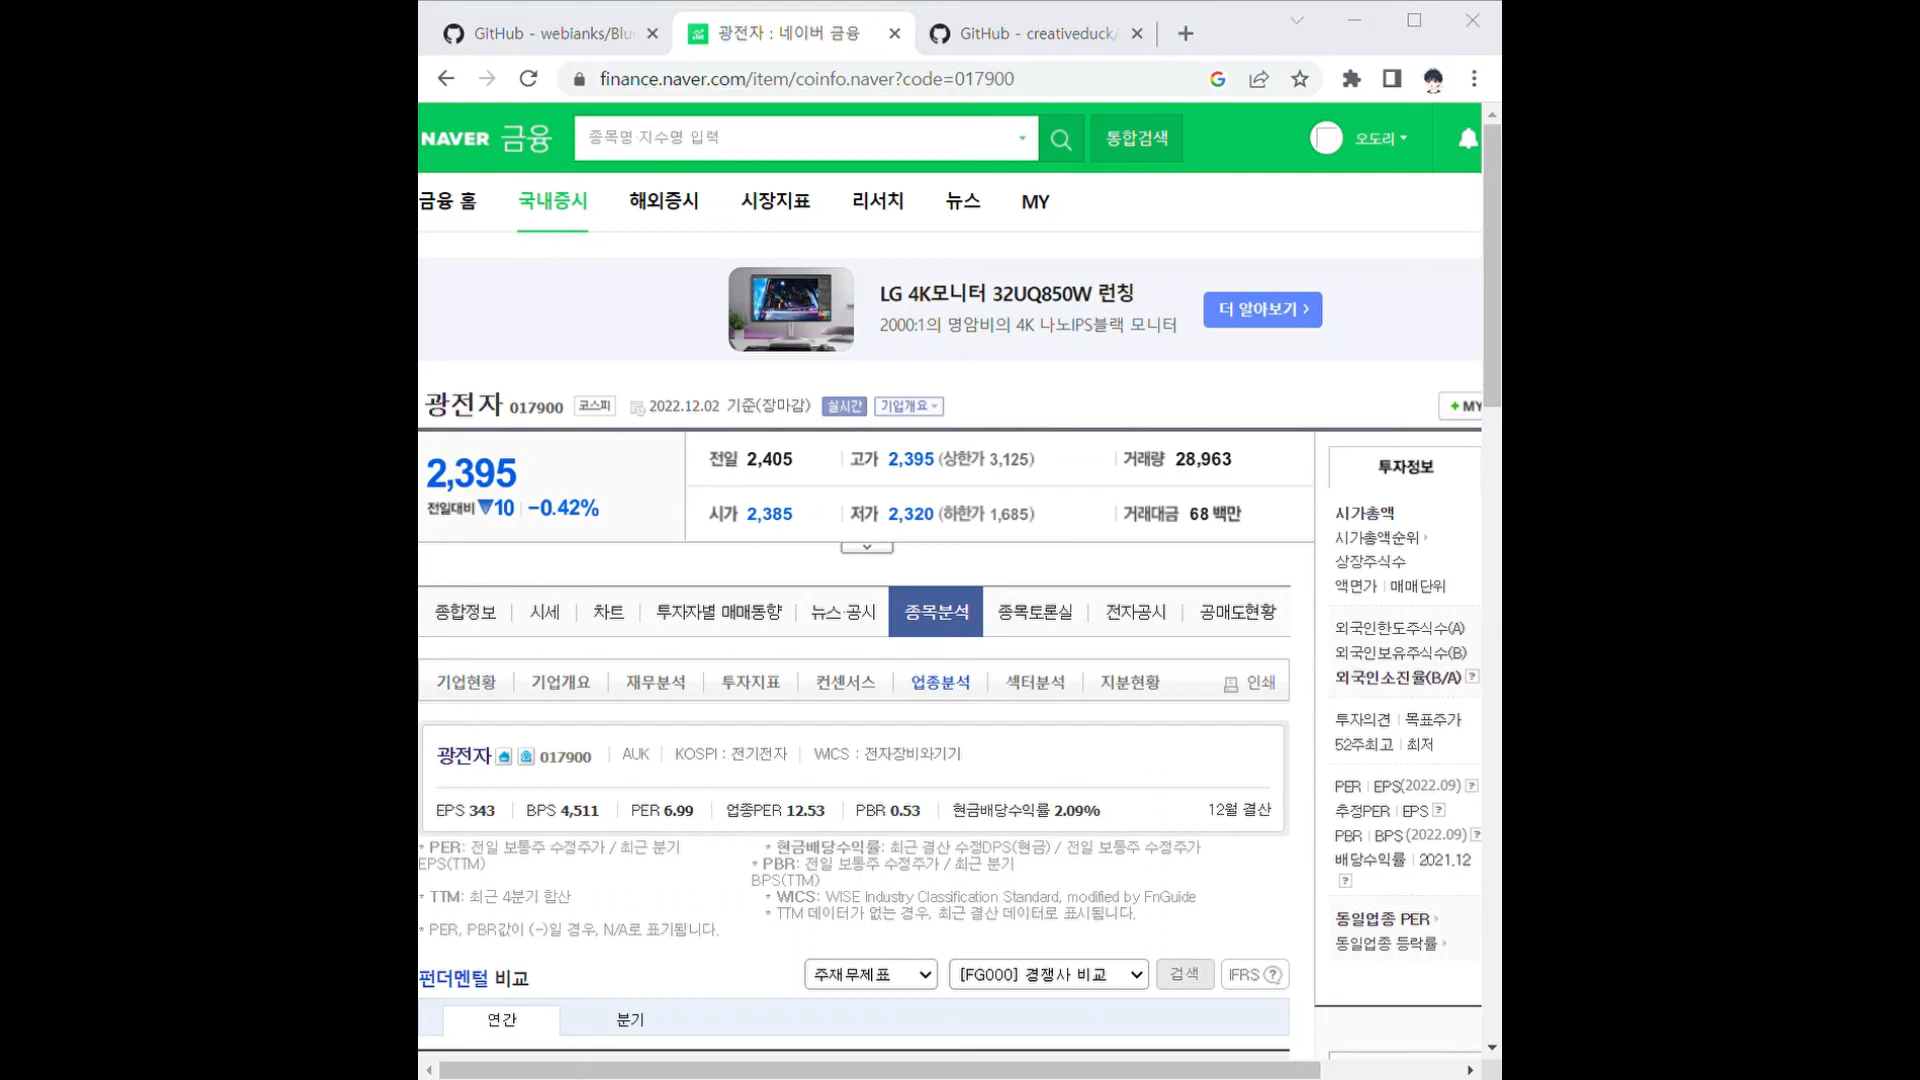 GitHub - webianks/Blu
광전자 : 네이버 금융
GitHub - creativeduck/
finance.naver.com/item/coinfo.naver?code=017900
NAVER 금융
종목명·지수명 입력
통합검색
오도리
금융 홈 국내증시 해외증시 시장지표 리서치 뉴스 MY
LG 4K모니터 32UQ850W 런칭
2000:1의 명암비의 4K 나노IPS블랙 모니터
더 알아보기
광전자 017900 코스피 2022.12.02 기준(장마감) 실시간 기업개요
+ MY
2,395
전일대비 ▼10 -0.42%
전일 2,405 고가 2,395 (상한가 3,125) 거래량 28,963
시가 2,385 저가 2,320 (하한가 1,685) 거래대금 68 백만
종합정보 시세 차트 투자자별 매매동향 뉴스·공시 종목분석 종목토론실 전자공시 공매도현황
기업현황 기업개요 재무분석 투자지표 컨센서스 업종분석 섹터분석 지분현황 인쇄
광전자 017900 AUK KOSPI : 전기전자 WICS : 전자장비와기기
EPS 343 BPS 4,511 PER 6.99 업종PER 12.53 PBR 0.53 현금배당수익률 2.09% 12월 결산
* PER: 전일 보통주 수정주가 / 최근 분기
EPS(TTM)
* TTM: 최근 4분기 합산
* PER, PBR값이 (-)일 경우, N/A로 표기됩니다.
* 현금배당수익률: 최근 결산 수정DPS(현금) / 전일 보통주 수정주가
* PBR: 전일 보통주 수정주가 / 최근 분기
BPS(TTM)
* WICS: WISE Industry Classification Standard, modified by FnGuide
* TTM 데이터가 없는 경우, 최근 결산 데이터로 표시됩니다.
펀더멘털 비교
주재무제표 [FG000] 경쟁사 비교 검색 IFRS ?
연간 분기
투자정보
시가총액
시가총액순위
상장주식수
액면가 매매단위
외국인한도주식수(A)
외국인보유주식수(B)
외국인소진율(B/A) ?
투자의견 목표주가
52주최고 최저
PER EPS(2022.09) ?
추정PER EPS ?
PBR BPS (2022.09) ?
배당수익률 2021.12
?
동일업종 PER
동일업종 등락률